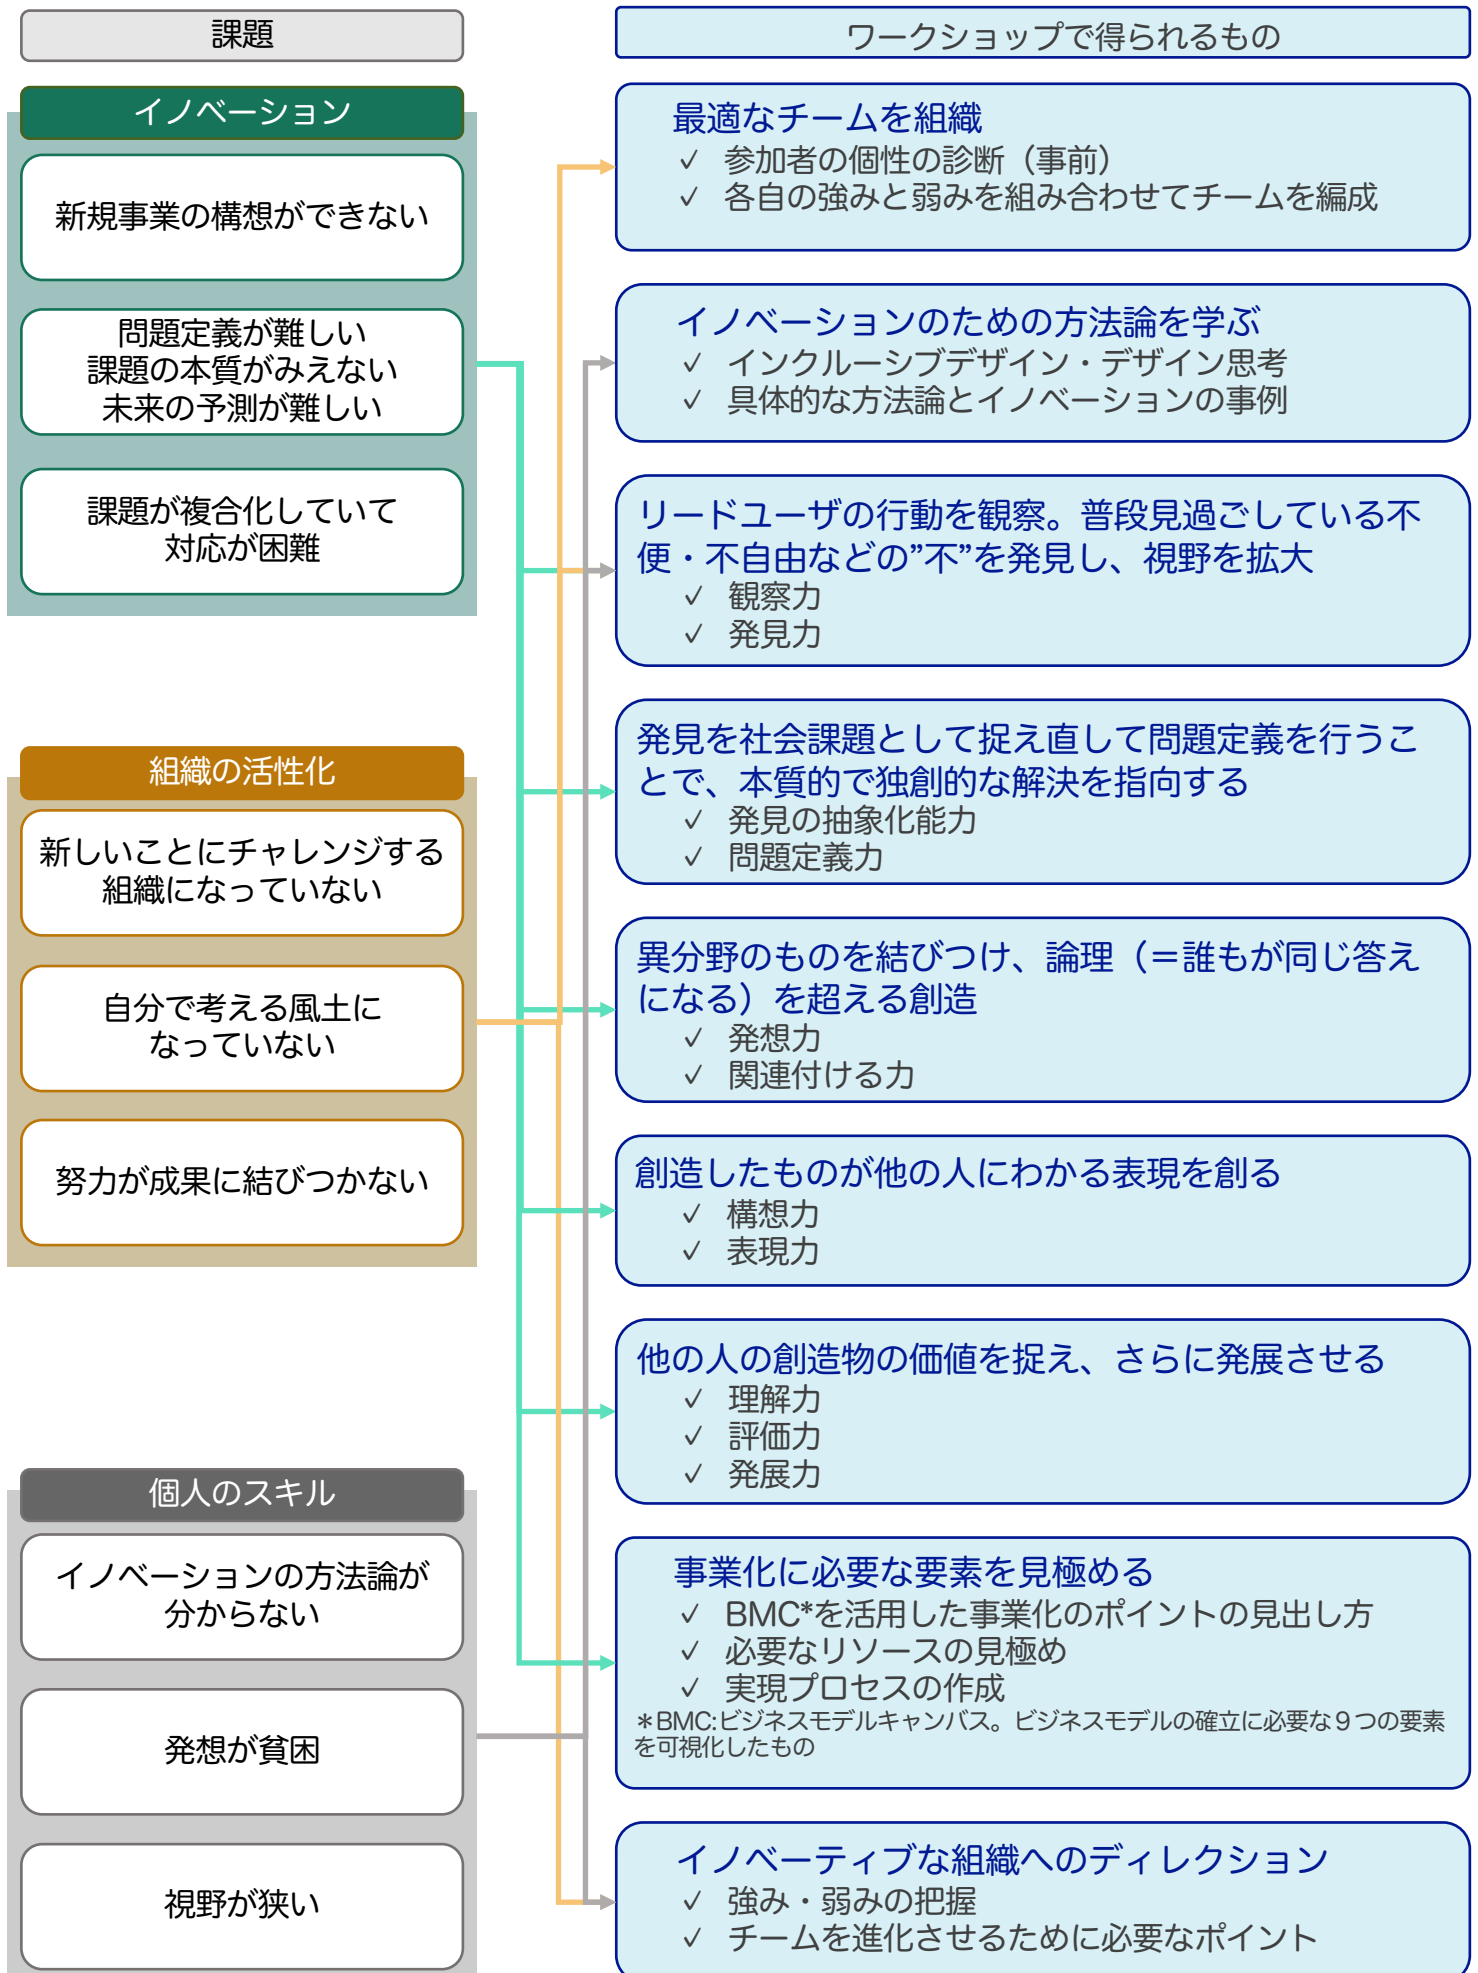 課題
イノベーション
新規事業の構想ができない
問題定義が難しい
課題の本質がみえない
未来の予測が難しい
課題が複合化していて
対応が困難
組織の活性化
新しいことにチャレンジする
組織になっていない
自分で考える風土に
なっていない
努力が成果に結びつかない
個人のスキル
イノベーションの方法論が
分からない
発想が貧困
視野が狭い
ワークショップで得られるもの
最適なチームを組織
✓ 参加者の個性の診断（事前）
✓ 各自の強みと弱みを組み合わせてチームを編成
イノベーションのための方法論を学ぶ
✓ インクルーシブデザイン・デザイン思考
✓ 具体的な方法論とイノベーションの事例
リードユーザの行動を観察。普段見過ごしている不
便・不自由などの”不”を発見し、視野を拡大
✓ 観察力
✓ 発見力
発見を社会課題として捉え直して問題定義を行うこ
とで、本質的で独創的な解決を指向する
✓ 発見の抽象化能力
✓ 問題定義力
異分野のものを結びつけ、論理（＝誰もが同じ答え
になる）を超える創造
✓ 発想力
✓ 関連付ける力
創造したものが他の人にわかる表現を創る
✓ 構想力
✓ 表現力
他の人の創造物の価値を捉え、さらに発展させる
✓ 理解力
✓ 評価力
✓ 発展力
事業化に必要な要素を見極める
✓ BMC*を活用した事業化のポイントの見出し方
✓ 必要なリソースの見極め
✓ 実現プロセスの作成
＊BMC:ビジネスモデルキャンバス。ビジネスモデルの確立に必要な９つの要素
を可視化したもの
イノベーティブな組織へのディレクション
✓ 強み・弱みの把握
✓ チームを進化させるために必要なポイント